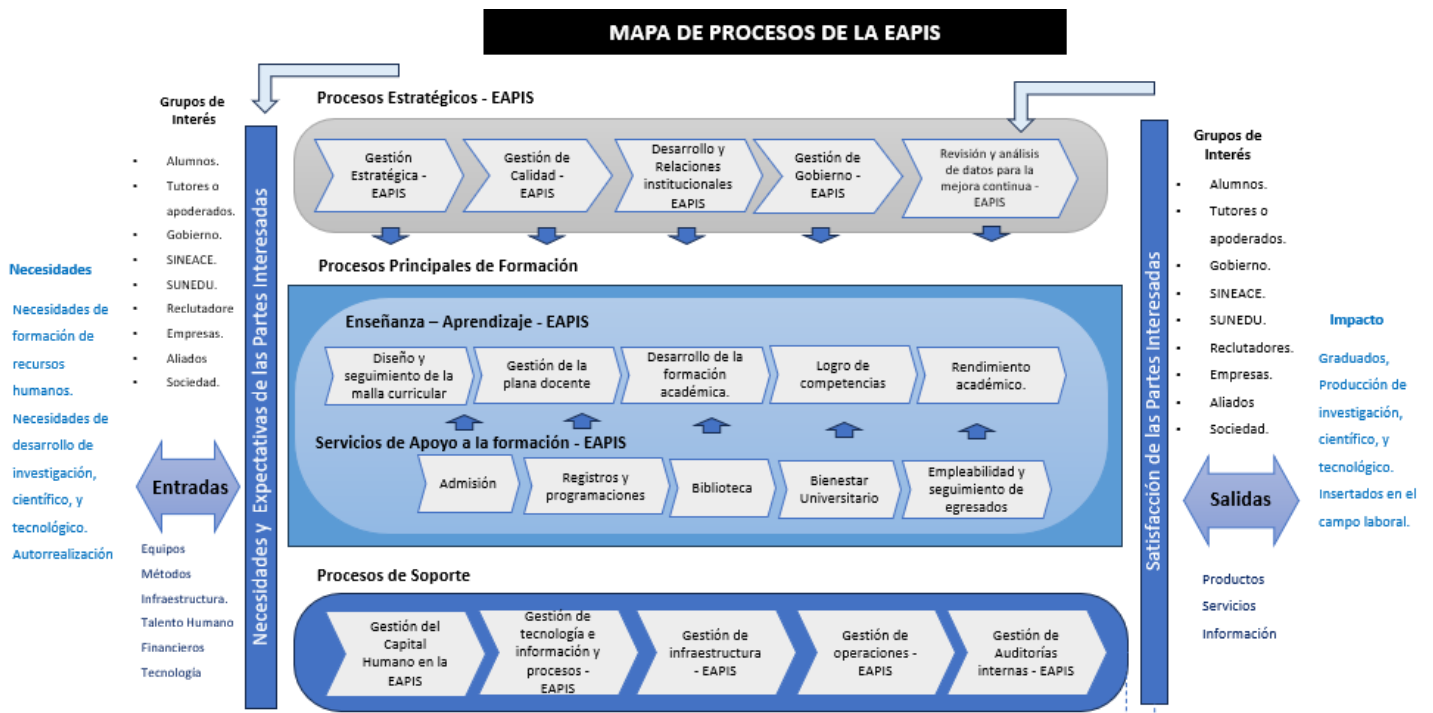 MAPA DE PROCESOS DE LA EAPIS
Procesos Estratégicos - EAPIS
Grupos de
Interés
Alumnos.
Tutores o
apoderados.
Gobierno.
SINEACE.
SUNEDU.
Reclutadore
Empresas.
Aliados
Sociedad.
Necesidades
Necesidades de
formación de
recursos
humanos.
Necesidades de
desarrollo de
investigación,
científico, y
tecnológico.
Autorrealización
Entradas
Equipos
Métodos
Infraestructura.
Talento Humano
Financieros
Tecnología
Necesidades y Expectativas de las Partes Interesadas
Gestión
Estratégica -
EAPIS
Gestión de
Calidad -
EAPIS
Desarrollo y
Relaciones
institucionales
EAPIS
Gestión de
Gobierno -
EAPIS
Revisión y análisis
de datos para la
mejora continua -
EAPIS
Procesos Principales de Formación
Enseñanza – Aprendizaje - EAPIS
Diseño y
seguimiento de la
malla curricular
Gestión de la
plana docente
Desarrollo de la
formación
académica.
Logro de
competencias
Rendimiento
académico.
Servicios de Apoyo a la formación - EAPIS
Admisión
Registros y
programaciones
Biblioteca
Bienestar
Universitario
Empleabilidad y
seguimiento de
egresados
Procesos de Soporte
Gestión del
Capital
Humano en la
EAPIS
Gestión de
tecnología e
información y
procesos -
EAPIS
Gestión de
infraestructura
- EAPIS
Gestión de
operaciones -
EAPIS
Gestión de
Auditorías
internas - EAPIS
Satisfacción de las Partes Interesadas
Grupos de
Interés
Alumnos.
Tutores o
apoderados.
Gobierno.
SINEACE.
SUNEDU.
Reclutadores.
Empresas.
Aliados
Sociedad.
Salidas
Productos
Servicios
Información
Impacto
Graduados,
Producción de
investigación,
científico, y
tecnológico.
Insertados en el
campo laboral.